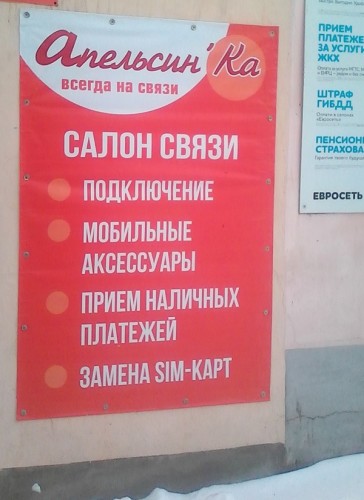 Апельсин'Ка
всегда на связи
САЛОН СВЯЗИ
ПОДКЛЮЧЕНИЕ
МОБИЛЬНЫЕ
АКСЕССУАРЫ
ПРИЕМ НАЛИЧНЫХ
ПЛАТЕЖЕЙ
ЗАМЕНА SIM-КАРТ
ПРИЕМ
ПЛАТЕЖЕ
ЗА УСЛУГИ
ЖКХ
ШТРАФ
ГИБДД
ПЕНСИОН
СТРАХОВА
ЕВРОСЕТЬ